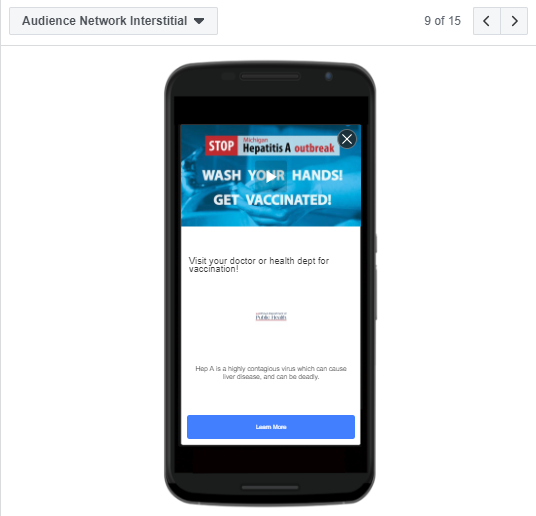 Audience Network Interstitial
9 of 15
Michigan
STOP Hepatitis A outbreak
WASH YOUR HANDS!
GET VACCINATED!
Visit your doctor or health dept for
vaccination!
Public Health
Hep A is a highly contagious virus which can cause
liver disease, and can be deadly.
Learn More